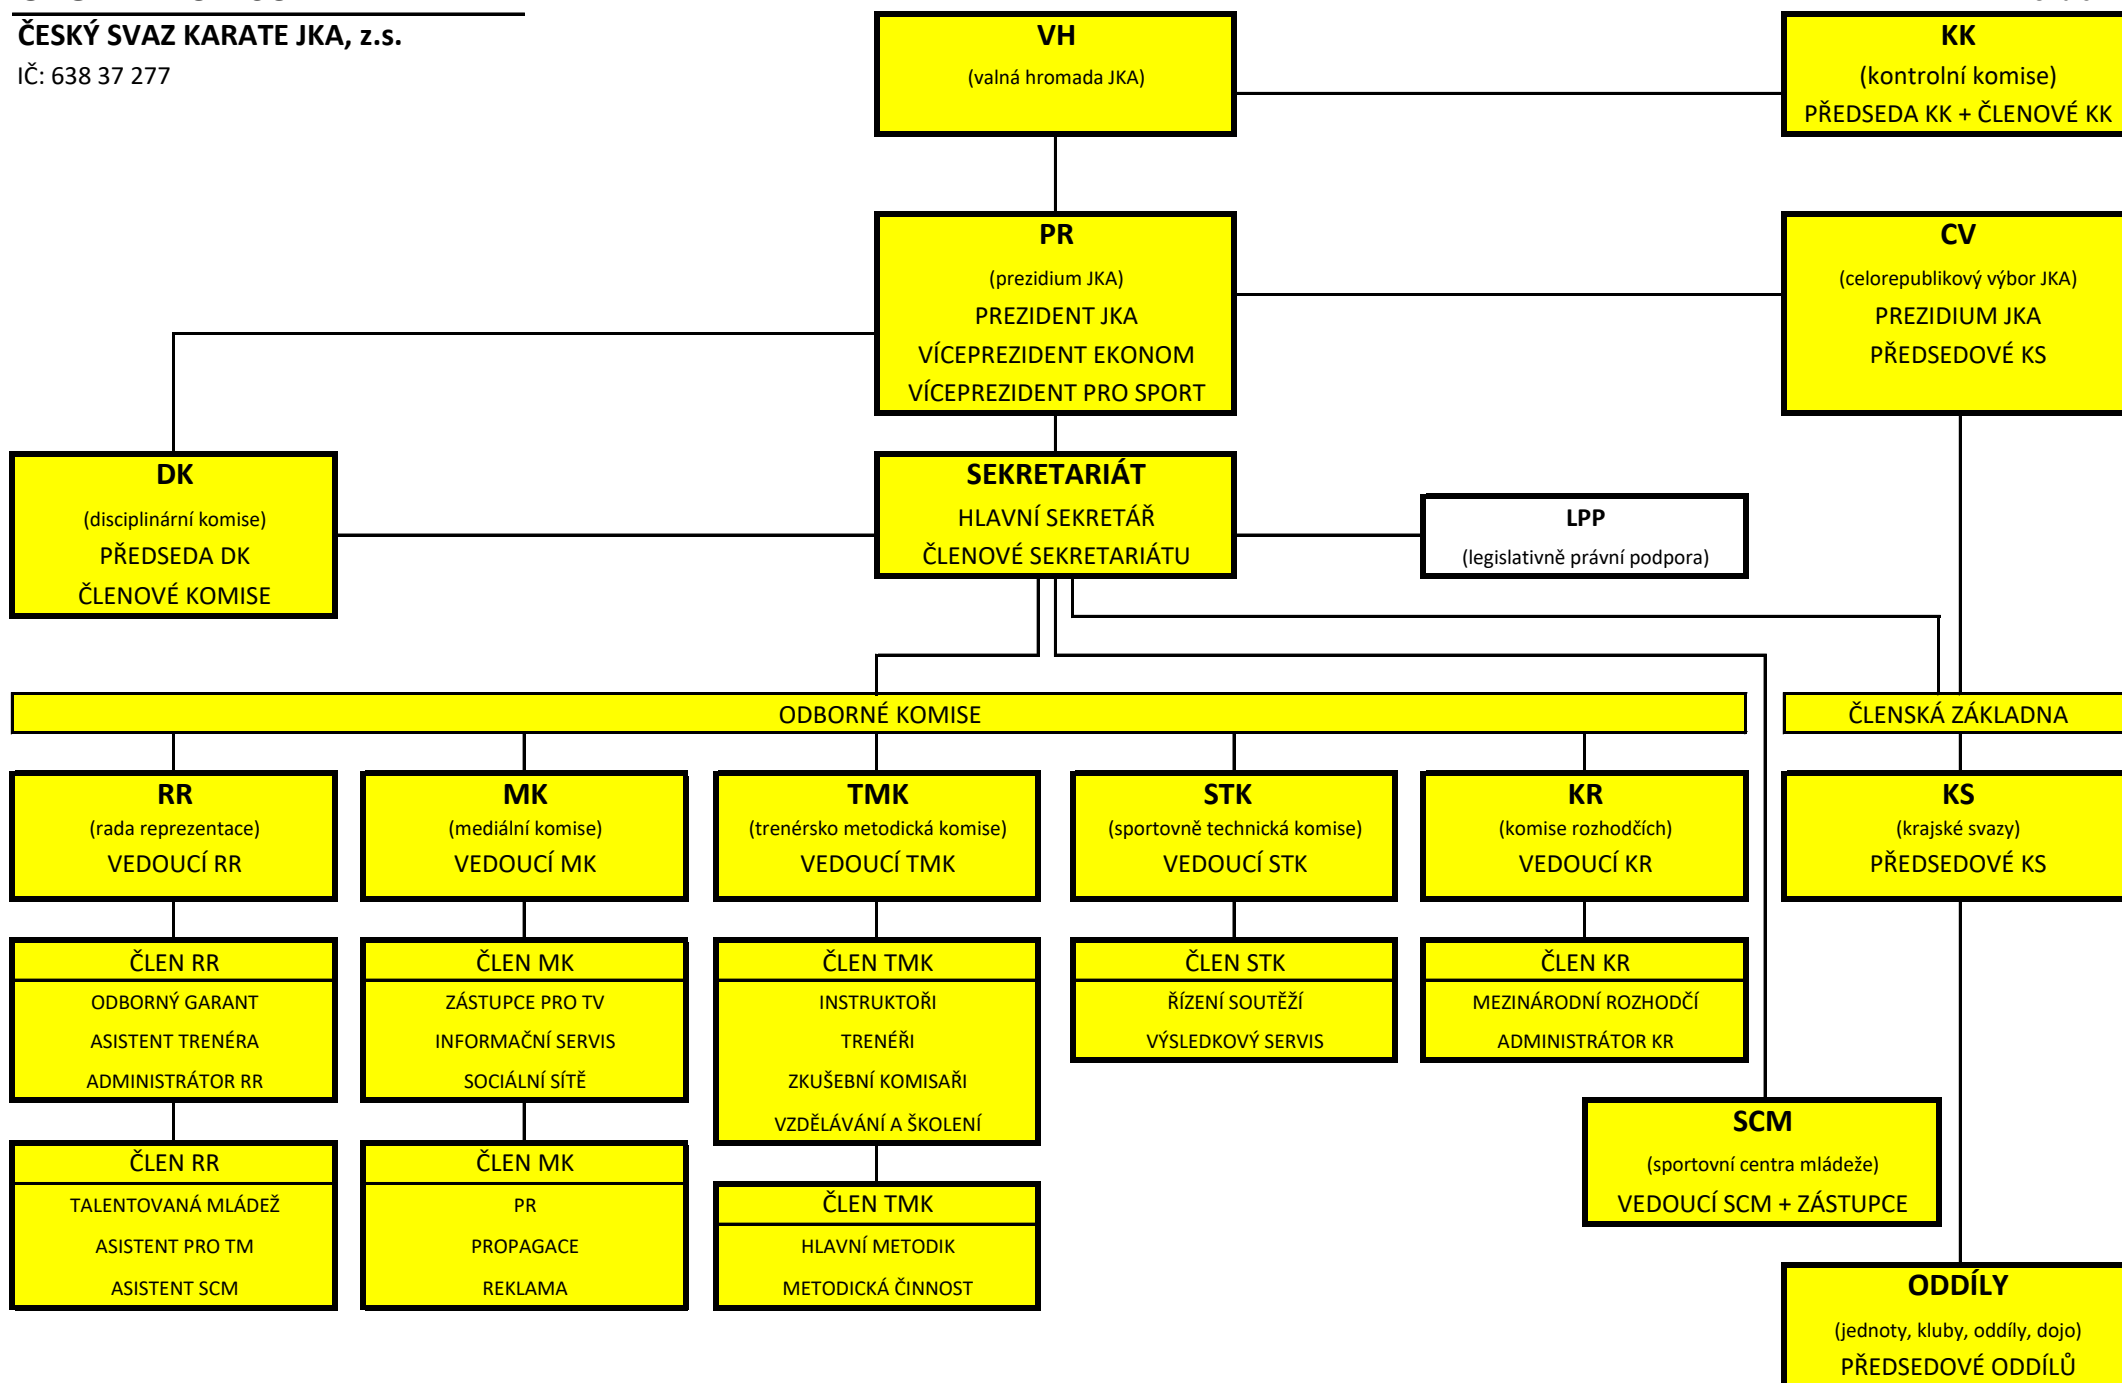 ČESKÝ SVAZ KARATE JKA, z.s.
IČ: 638 37 277
VH
(valná hromada JKA)
KK
(kontrolní komise)
PŘEDSEDA KK + ČLENOVÉ KK
PR
(prezidium JKA)
PREZIDENT JKA
VÍCEPREZIDENT EKONOM
VÍCEPREZIDENT PRO SPORT
CV
(celorepublikový výbor JKA)
PREZIDIUM JKA
PŘEDSEDOVÉ KS
DK
(disciplinární komise)
PŘEDSEDA DK
ČLENOVÉ KOMISE
SEKRETARIÁT
HLAVNÍ SEKRETÁŘ
ČLENOVÉ SEKRETARIÁTU
LPP
(legislativně právní podpora)
ODBORNÉ KOMISE
ČLENSKÁ ZÁKLADNA
RR
(rada reprezentace)
VEDOUCÍ RR
MK
(mediální komise)
VEDOUCÍ MK
TMK
(trenérsko metodická komise)
VEDOUCÍ TMK
STK
(sportovně technická komise)
VEDOUCÍ STK
KR
(komise rozhodčích)
VEDOUCÍ KR
KS
(krajské svazy)
PŘEDSEDOVÉ KS
ČLEN RR
ODBORNÝ GARANT
ASISTENT TRENÉRA
ADMINISTRÁTOR RR
ČLEN MK
ZÁSTUPCE PRO TV
INFORMAČNÍ SERVIS
SOCIÁLNÍ SÍTĚ
ČLEN TMK
INSTRUKTOŘI
TRENÉŘI
ZKUŠEBNÍ KOMISAŘI
VZDĚLÁVÁNÍ A ŠKOLENÍ
ČLEN STK
ŘÍZENÍ SOUTĚŽÍ
VÝSLEDKOVÝ SERVIS
ČLEN KR
MEZINÁRODNÍ ROZHODČÍ
ADMINISTRÁTOR KR
SCM
(sportovní centra mládeže)
VEDOUCÍ SCM + ZÁSTUPCE
ČLEN RR
TALENTOVANÁ MLÁDEŽ
ASISTENT PRO TM
ASISTENT SCM
ČLEN MK
PR
PROPAGACE
REKLAMA
ČLEN TMK
HLAVNÍ METODIK
METODICKÁ ČINNOST
ODDÍLY
(jednoty, kluby, oddíly, dojo)
PŘEDSEDOVÉ ODDÍLŮ